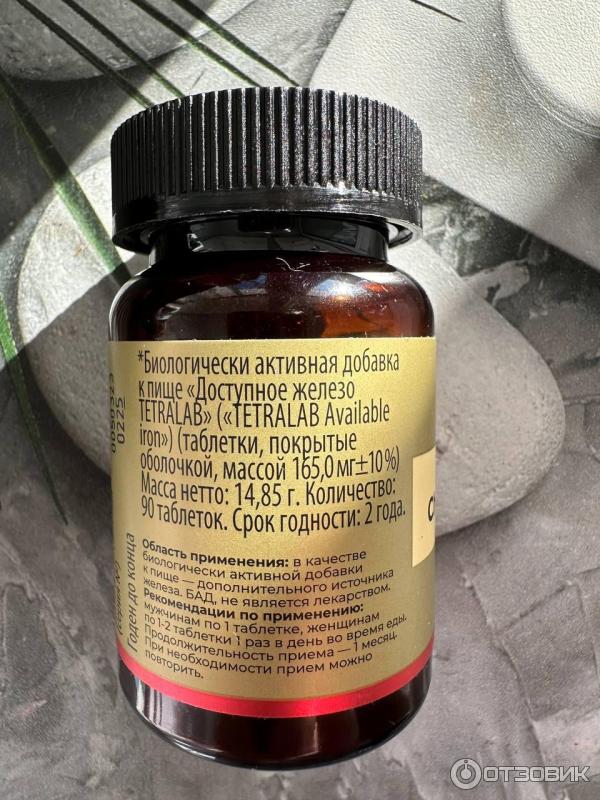 *Биологически активная добавка
к пище «Доступное железо
TETRALAB» («TETRALAB Available
iron») (таблетки, покрытые
оболочкой, массой 165,0 мг±10%)
Масса нетто: 14,85 г. Количество:
90 таблеток. Срок годности: 2 года.
Область применения: в качестве
биологически активной добавки
к пище — дополнительного источника
железа. БАД, не является лекарством.
Рекомендации по применению:
мужчинам по 1 таблетке, женщинам
по 1-2 таблетки 1 раз в день во время еды.
Продолжительность приема — 1 месяц.
При необходимости прием можно
повторить.
Годен до конца
0050323
0225
ОТЗОВИК